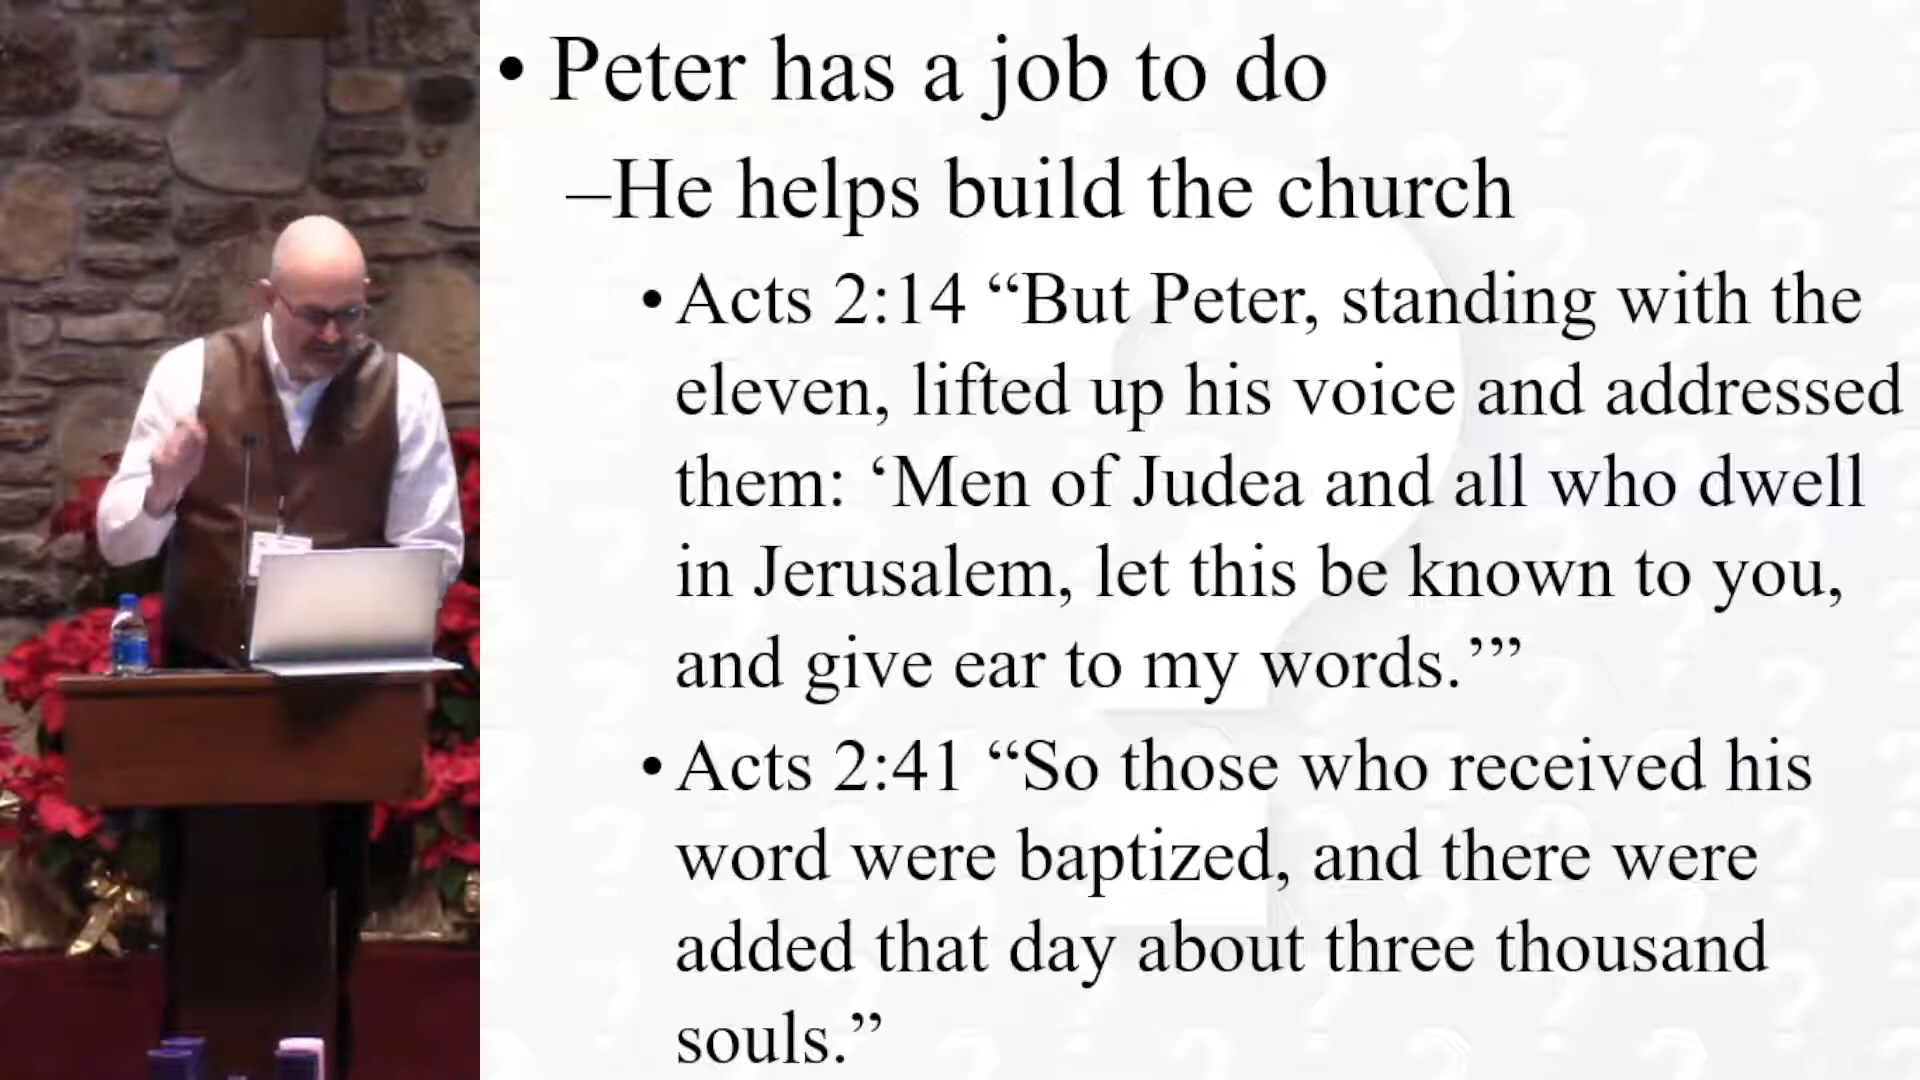 • Peter has a job to do
–He helps build the church
• Acts 2:14 “But Peter, standing with the
eleven, lifted up his voice and addressed
them: ‘Men of Judea and all who dwell
in Jerusalem, let this be known to you,
and give ear to my words.’”
• Acts 2:41 “So those who received his
word were baptized, and there were
added that day about three thousand
souls.”